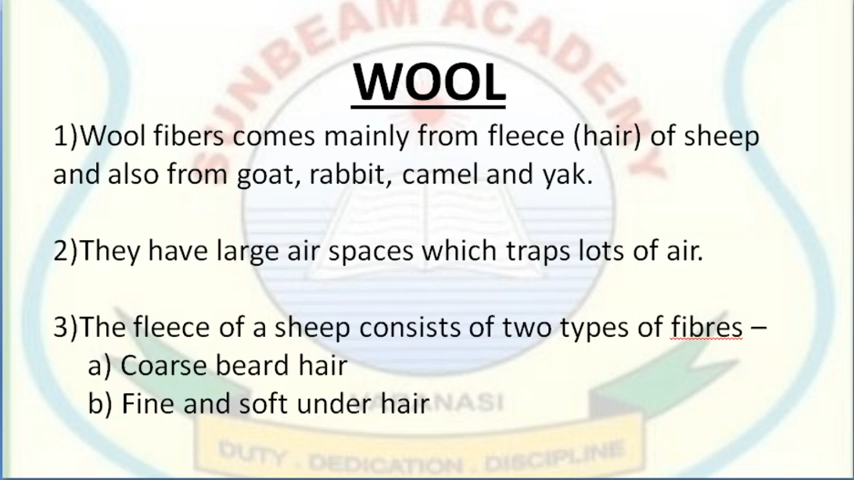 SUNBEAM ACADEMY
WOOL
1)Wool fibers comes mainly from fleece (hair) of sheep
and also from goat, rabbit, camel and yak.
2)They have large air spaces which traps lots of air.
3)The fleece of a sheep consists of two types of fibres –
a) Coarse beard hair
b) Fine and soft under hair
VARANASI
DUTY . DEDICATION . DISCIPLINE